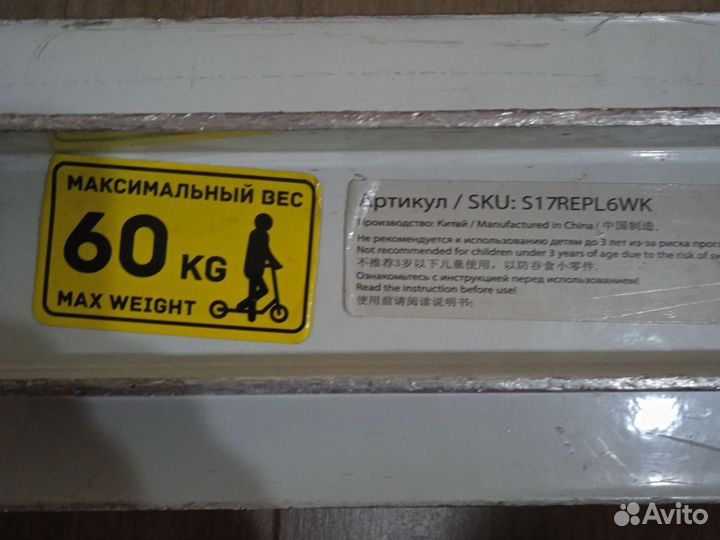 МАКСИМАЛЬНЫЙ ВЕС
60 KG
MAX WEIGHT
Артикул / SKU: S17REPL6WK
Производство: Китай / Manufactured in China / 中国制造.
Не рекомендуется к использованию детям до 3 лет из-за риска
Not recommended for children under 3 years of age due to the risk of
不推荐3岁以下儿童使用，以防吞食小零件.
Ознакомьтесь с инструкцией перед использованием!
Read the instruction before use!
使用前请阅读说明书!
Avito